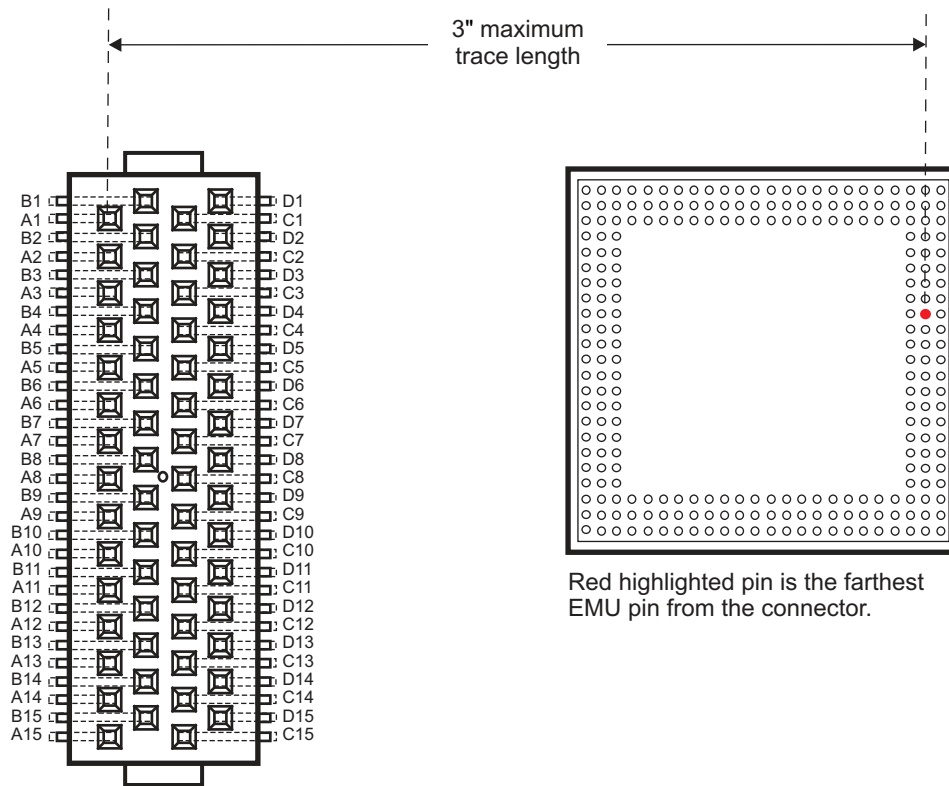 3" maximum
trace length
B1 D1
A1 C1
B2 D2
A2 C2
B3 D3
A3 C3
B4 D4
A4 C4
B5 D5
A5 C5
B6 D6
A6 C6
B7 D7
A7 C7
B8 D8
A8 C8
B9 D9
A9 C9
B10 D10
A10 C10
B11 D11
A11 C11
B12 D12
A12 C12
B13 D13
A13 C13
B14 D14
A14 C14
B15 D15
A15 C15
Red highlighted pin is the farthest
EMU pin from the connector.